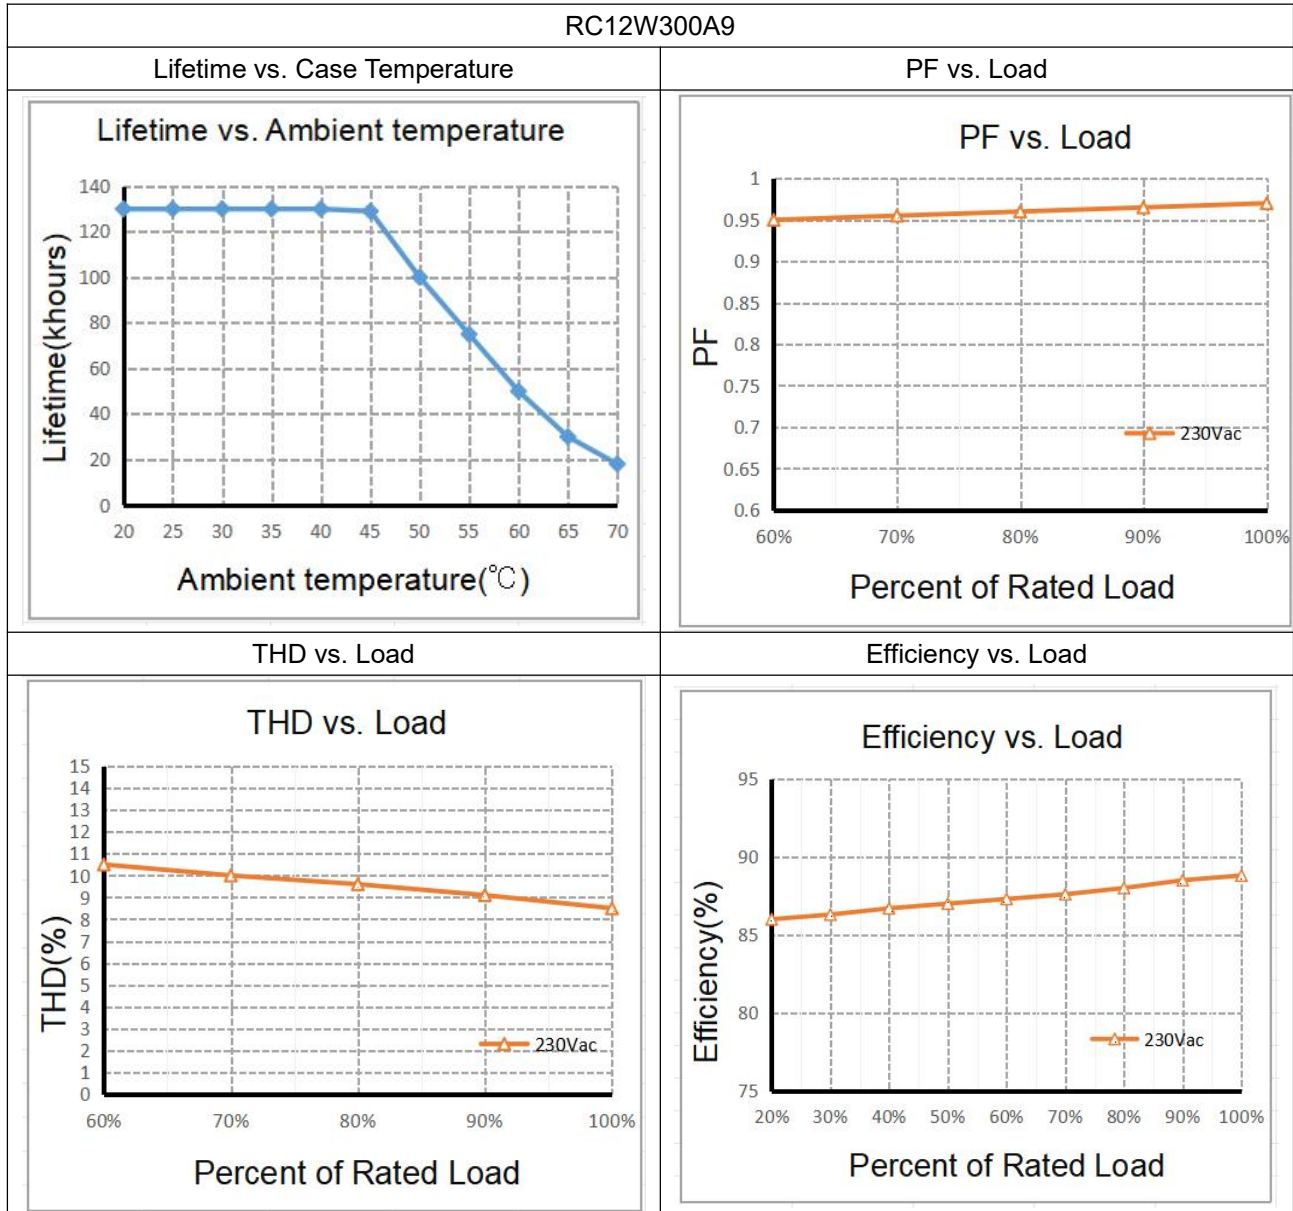 RC12W300A9
Lifetime vs. Case Temperature
PF vs. Load
Lifetime vs. Ambient temperature
140
120
100
80
60
40
20
0
Lifetime(khours)
20 25 30 35 40 45 50 55 60 65 70
Ambient temperature(℃)
PF vs. Load
1
0.95
0.9
0.85
0.8
0.75
0.7
0.65
0.6
PF
230Vac
60% 70% 80% 90% 100%
Percent of Rated Load
THD vs. Load
Efficiency vs. Load
THD vs. Load
15
14
13
12
11
10
9
8
7
6
5
4
3
2
1
0
THD(%)
230Vac
60% 70% 80% 90% 100%
Percent of Rated Load
Efficiency vs. Load
95
90
85
80
75
Efficiency(%)
230Vac
20% 30% 40% 50% 60% 70% 80% 90% 100%
Percent of Rated Load